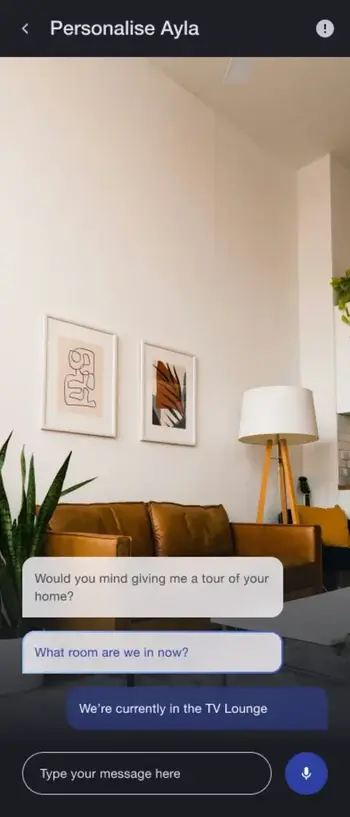 Personalise Ayla
Would you mind giving me a tour of your
home?
What room are we in now?
We're currently in the TV Lounge
Type your message here